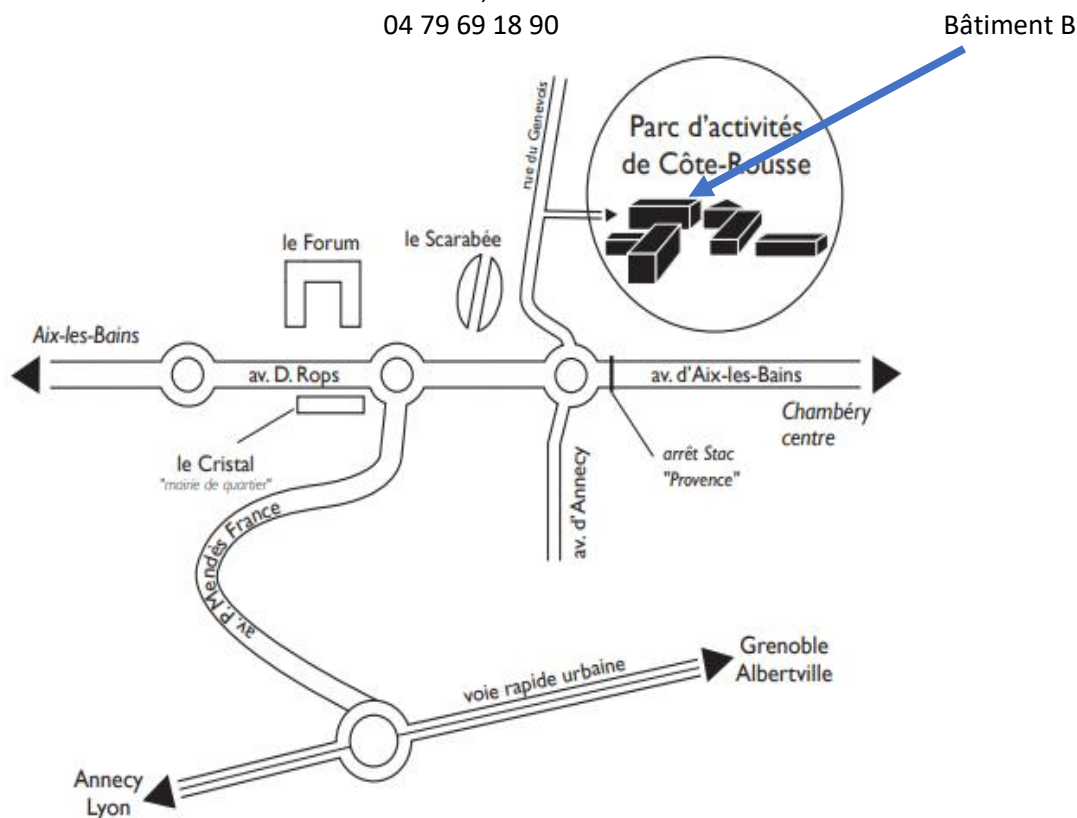 04 79 69 18 90
Bâtiment B
rue du Genevois
Parc d'activités
de Côte-Rousse
le Forum
le Scarabée
Aix-les-Bains
av. D. Rops
av. d'Aix-les-Bains
Chambéry
centre
le Cristal
"mairie de quartier"
arrêt Stac
"Provence"
av. d'Annecy
av. P. Mendès France
voie rapide urbaine
Grenoble
Albertville
Annecy
Lyon